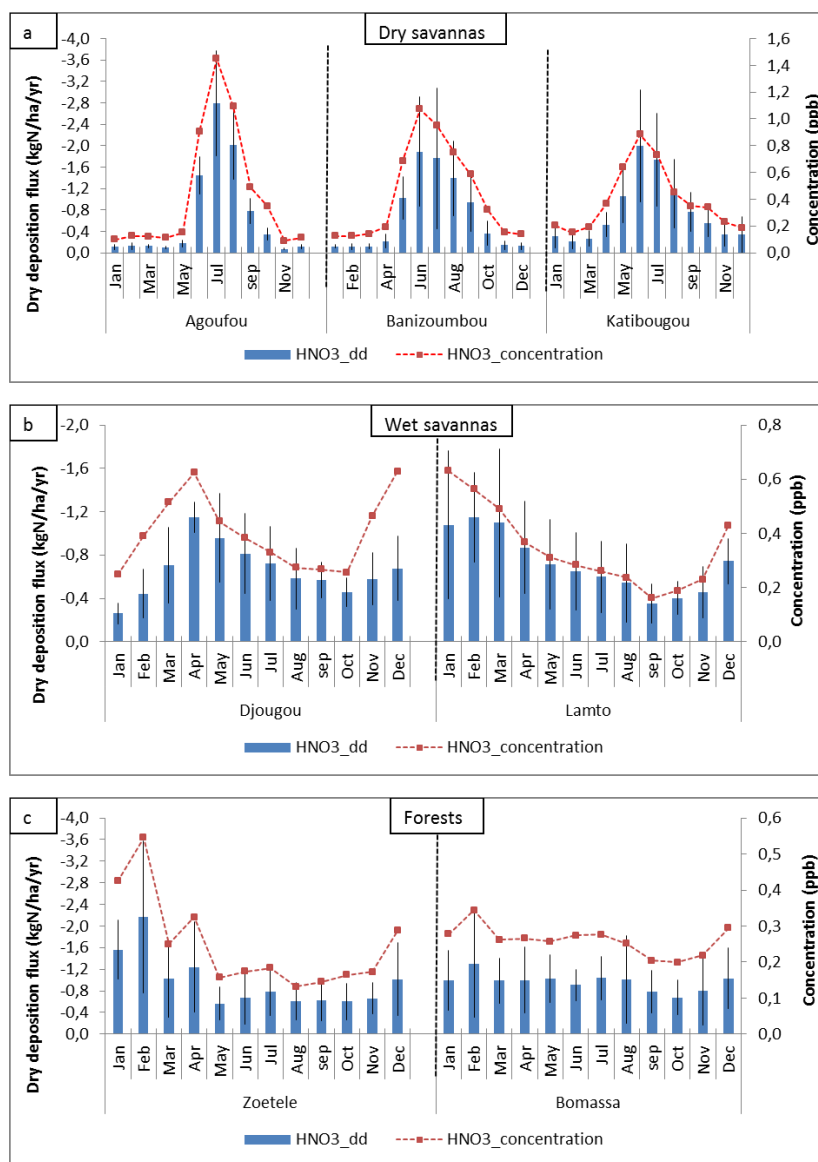 a
Dry savannas
Dry deposition flux (kgN/ha/yr)
-4,0
-3,6
-3,2
-2,8
-2,4
-2,0
-1,6
-1,2
-0,8
-0,4
0,0
1,6
1,4
1,2
1,0
0,8
0,6
0,4
0,2
0,0
Concentration (ppb)
Jan Mar May Jul sep Nov Feb Apr Jun Aug Oct Dec Jan Mar May Jul sep Nov
Agoufou Banizoumbou Katibougou
HNO3_dd HNO3_concentration
b
Wet savannas
Dry deposition flux (kgN/ha/yr)
-2,0
-1,6
-1,2
-0,8
-0,4
0,0
0,8
0,6
0,4
0,2
0,0
Concentration (ppb)
Jan Feb Mar Apr May Jun Jul Aug sep Oct Nov Dec Jan Feb Mar Apr May Jun Jul Aug sep Oct Nov Dec
Djougou Lamto
HNO3_dd HNO3_concentration
c
Forests
Dry deposition flux (kgN/ha/yr)
-4,0
-3,6
-3,2
-2,8
-2,4
-2,0
-1,6
-1,2
-0,8
-0,4
0,0
0,6
0,5
0,4
0,3
0,2
0,1
0,0
Concentration (ppb)
Jan Feb Mar Apr May Jun Jul Aug sep Oct Nov Dec Jan Feb Mar Apr May Jun Jul Aug sep Oct Nov Dec
Zoetele Bomassa
HNO3_dd HNO3_concentration